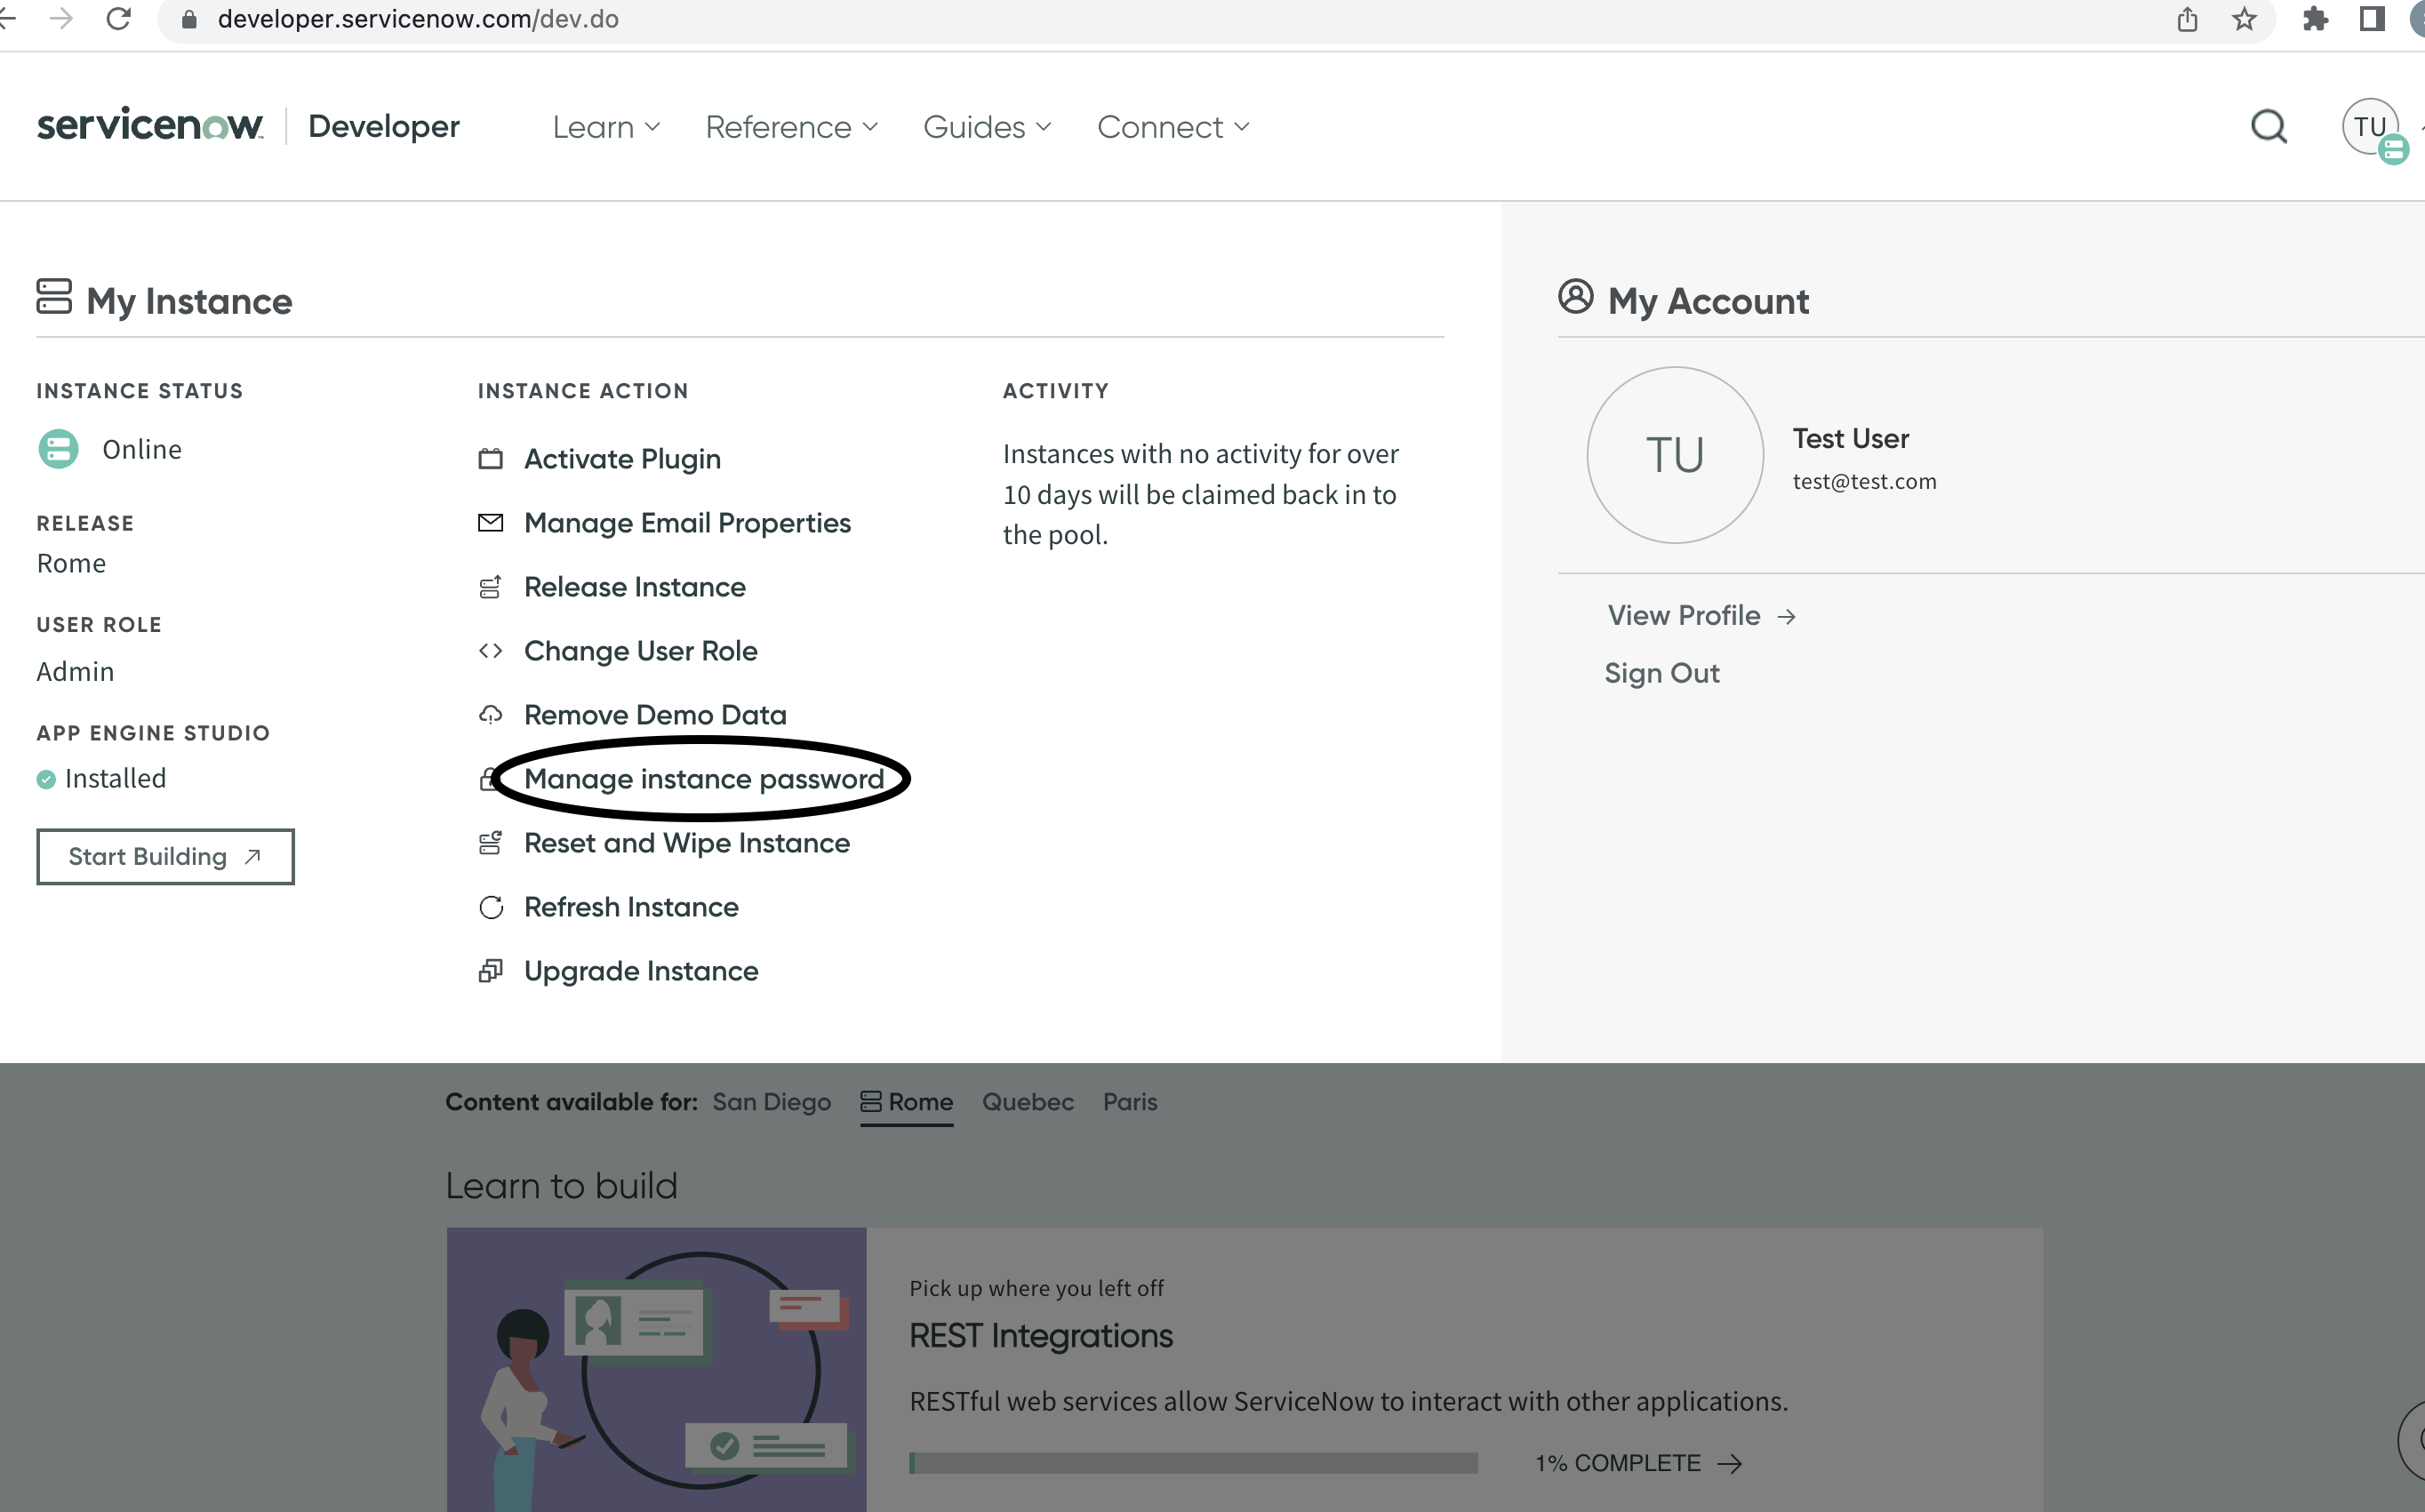 developer.servicenow.com/dev.do
servicenow Developer Learn Reference Guides Connect TU
My Instance
INSTANCE STATUS
Online
RELEASE
Rome
USER ROLE
Admin
APP ENGINE STUDIO
Installed
Start Building
INSTANCE ACTION
Activate Plugin
Manage Email Properties
Release Instance
Change User Role
Remove Demo Data
Manage instance password
Reset and Wipe Instance
Refresh Instance
Upgrade Instance
ACTIVITY
Instances with no activity for over
10 days will be claimed back in to
the pool.
My Account
TU
Test User
test@test.com
View Profile
Sign Out
Content available for: San Diego Rome Quebec Paris
Learn to build
Pick up where you left off
REST Integrations
RESTful web services allow ServiceNow to interact with other applications.
1% COMPLETE